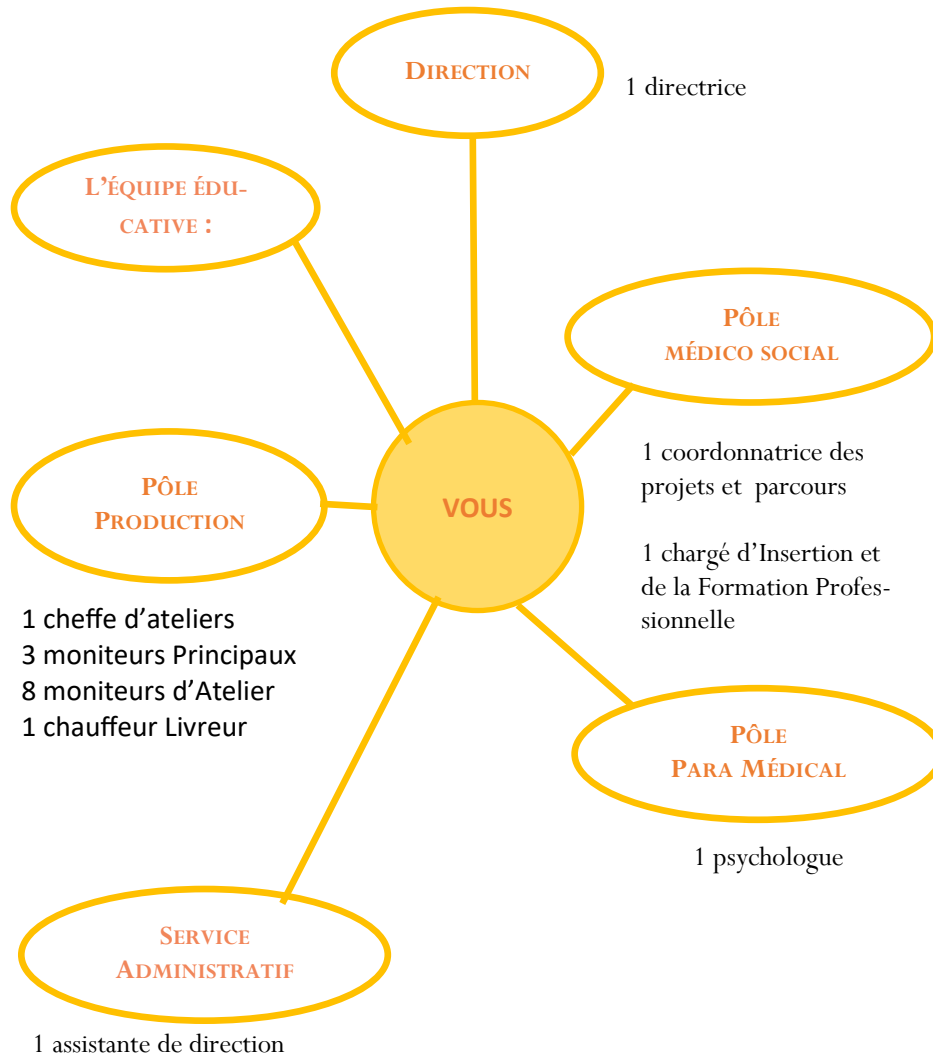 DIRECTION
1 directrice
L'ÉQUIPE ÉDU-
CATIVE :
PÔLE
MÉDICO SOCIAL
1 coordonnatrice des
projets et parcours
1 chargé d'Insertion et
de la Formation Profes-
sionnelle
PÔLE
PRODUCTION
VOUS
1 cheffe d'ateliers
3 moniteurs Principaux
8 moniteurs d'Atelier
1 chauffeur Livreur
PÔLE
PARA MÉDICAL
1 psychologue
SERVICE
ADMINISTRATIF
1 assistante de direction